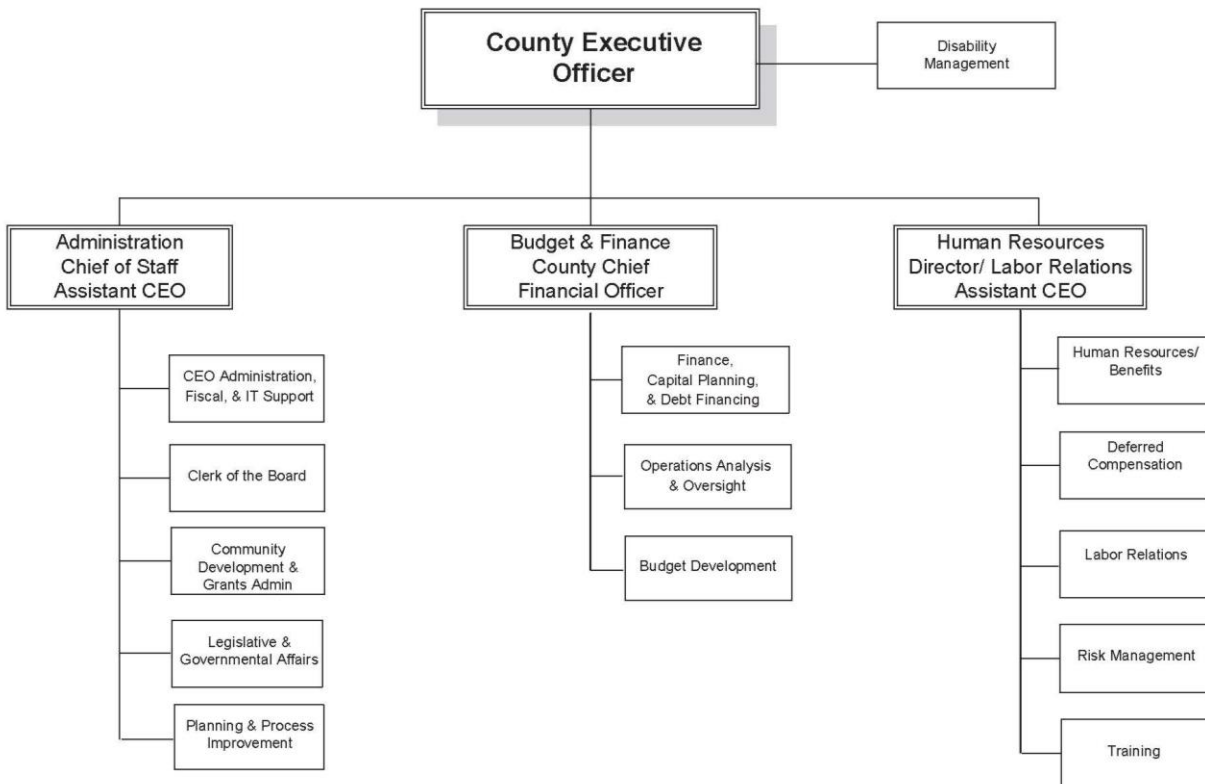 County Executive
Officer
Disability
Management
Administration
Chief of Staff
Assistant CEO
Budget & Finance
County Chief
Financial Officer
Human Resources
Director/ Labor Relations
Assistant CEO
CEO Administration,
Fiscal, & IT Support
Clerk of the Board
Community
Development &
Grants Admin
Legislative &
Governmental Affairs
Planning & Process
Improvement
Finance,
Capital Planning,
& Debt Financing
Operations Analysis
& Oversight
Budget Development
Human Resources/
Benefits
Deferred
Compensation
Labor Relations
Risk Management
Training